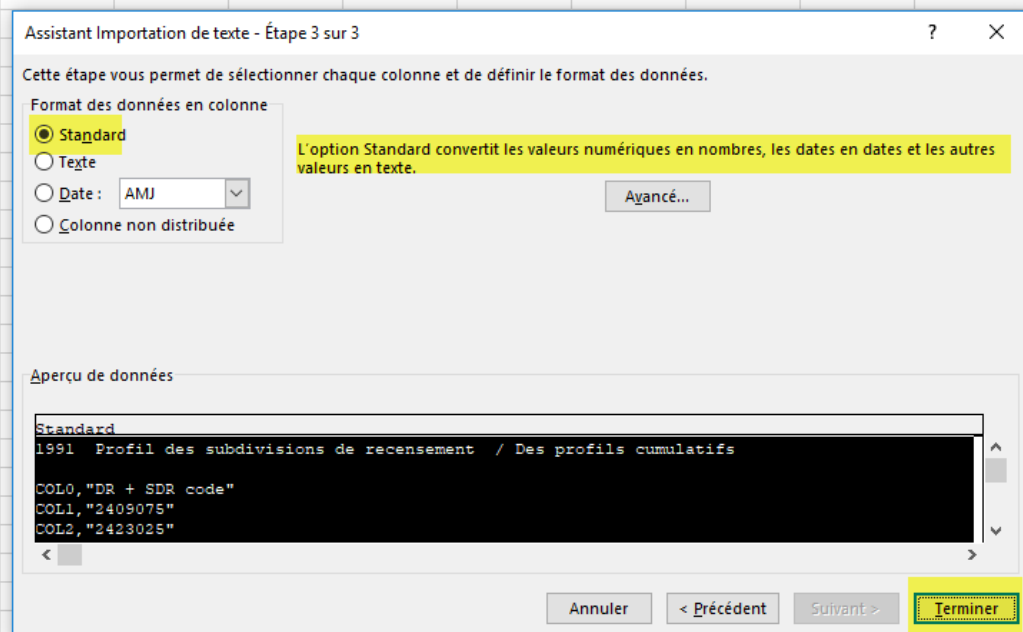 Assistant Importation de texte - Étape 3 sur 3
?
Cette étape vous permet de sélectionner chaque colonne et de définir le format des données.
Format des données en colonne
Standard
L'option Standard convertit les valeurs numériques en nombres, les dates en dates et les autres
valeurs en texte.
Texte
Date :
AMJ
Avancé...
Colonne non distribuée
Aperçu de données
Standard
1991  Profil des subdivisions de recensement  / Des profils cumulatifs
COL0,"DR + SDR code"
COL1,"2409075"
COL2,"2423025"
Annuler
< Précédent
Suivant >
Terminer